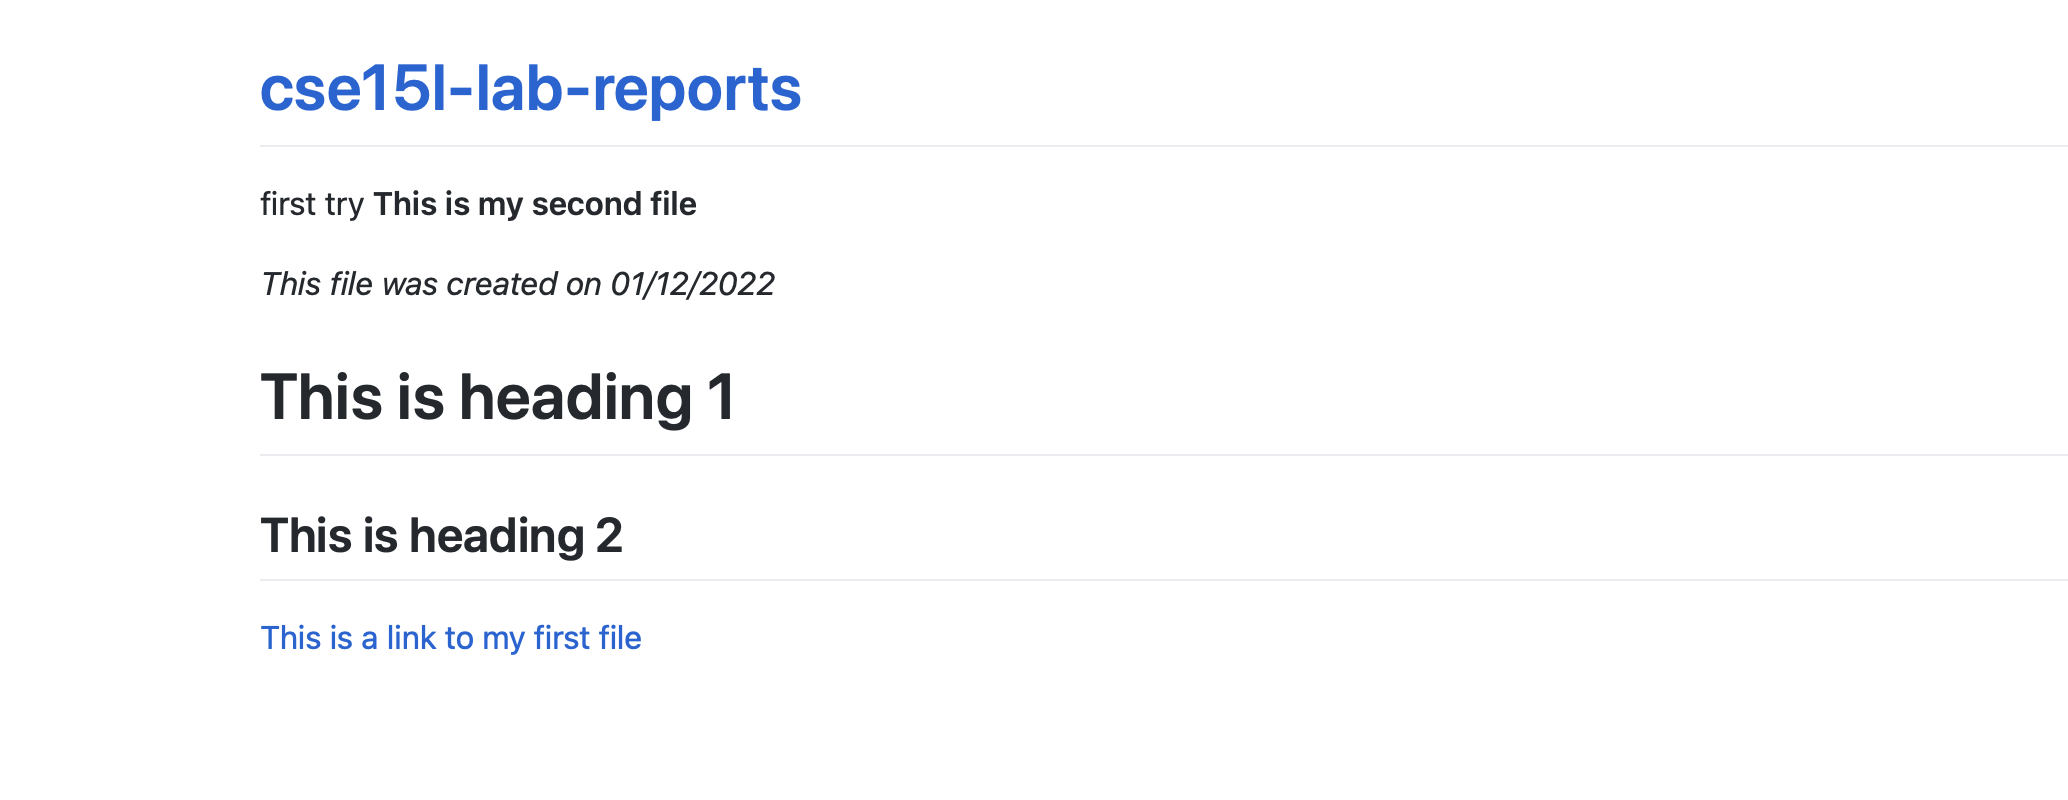 cse15l-lab-reports
first try This is my second file
This file was created on 01/12/2022
This is heading 1
This is heading 2
This is a link to my first file